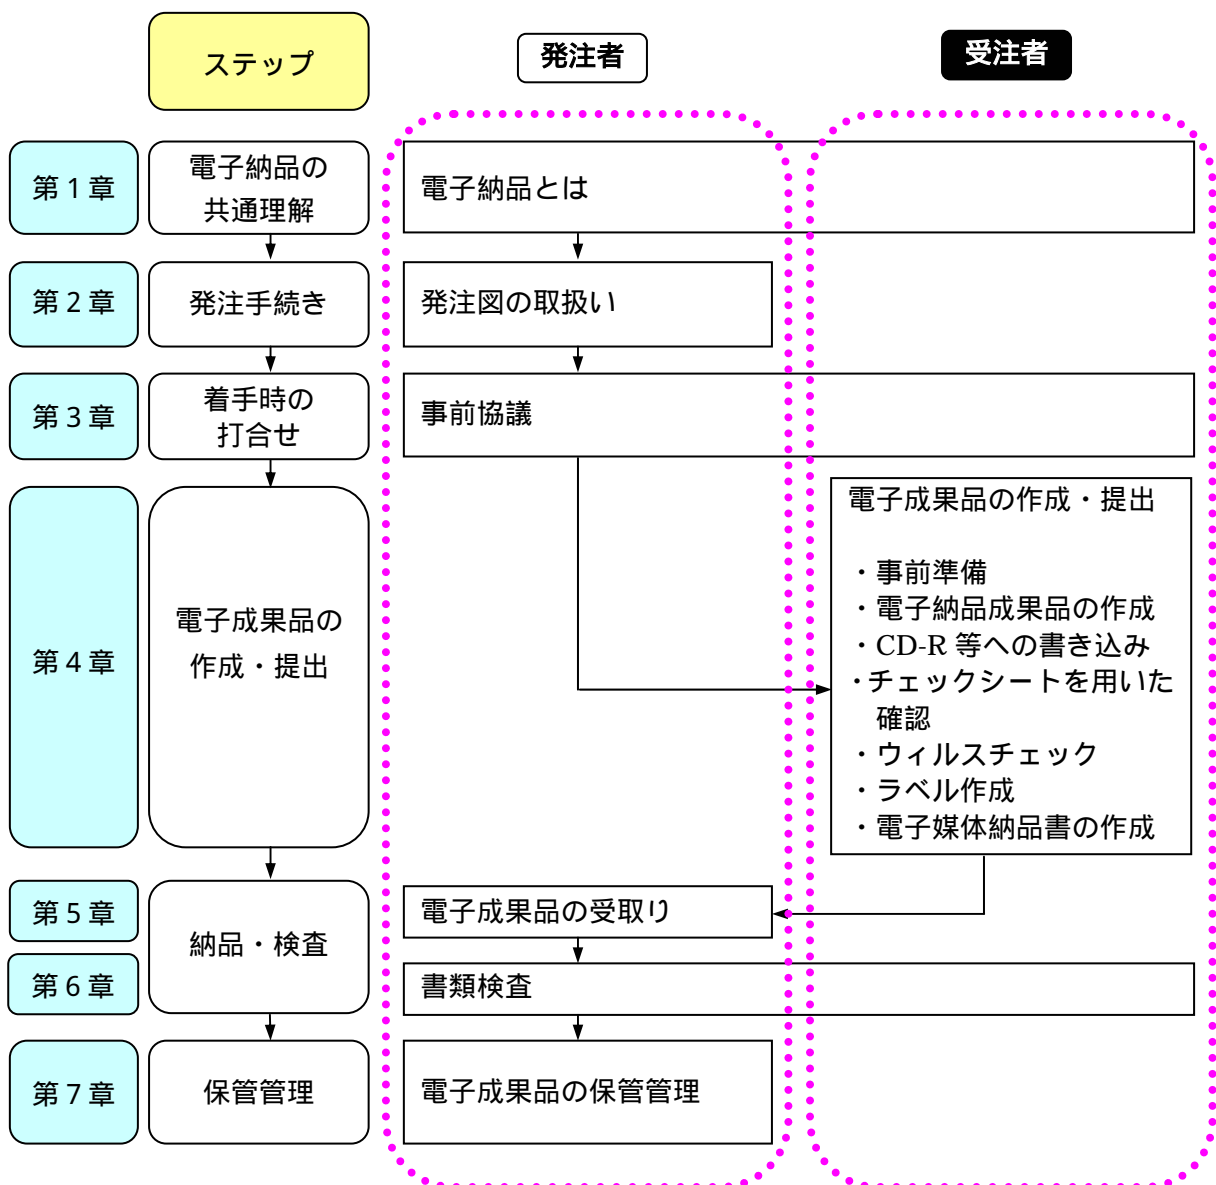 ステップ
発注者
受注者
第１章
電子納品の
共通理解
電子納品とは
第２章
発注手続き
発注図の取扱い
第３章
着手時の
打合せ
事前協議
第４章
電子成果品の
作成・提出
電子成果品の作成・提出
・事前準備
・電子納品成果品の作成
・CD-R 等への書き込み
・チェックシートを用いた
確認
・ウィルスチェック
・ラベル作成
・電子媒体納品書の作成
第５章
納品・検査
電子成果品の受取り
第６章
書類検査
第７章
保管管理
電子成果品の保管管理